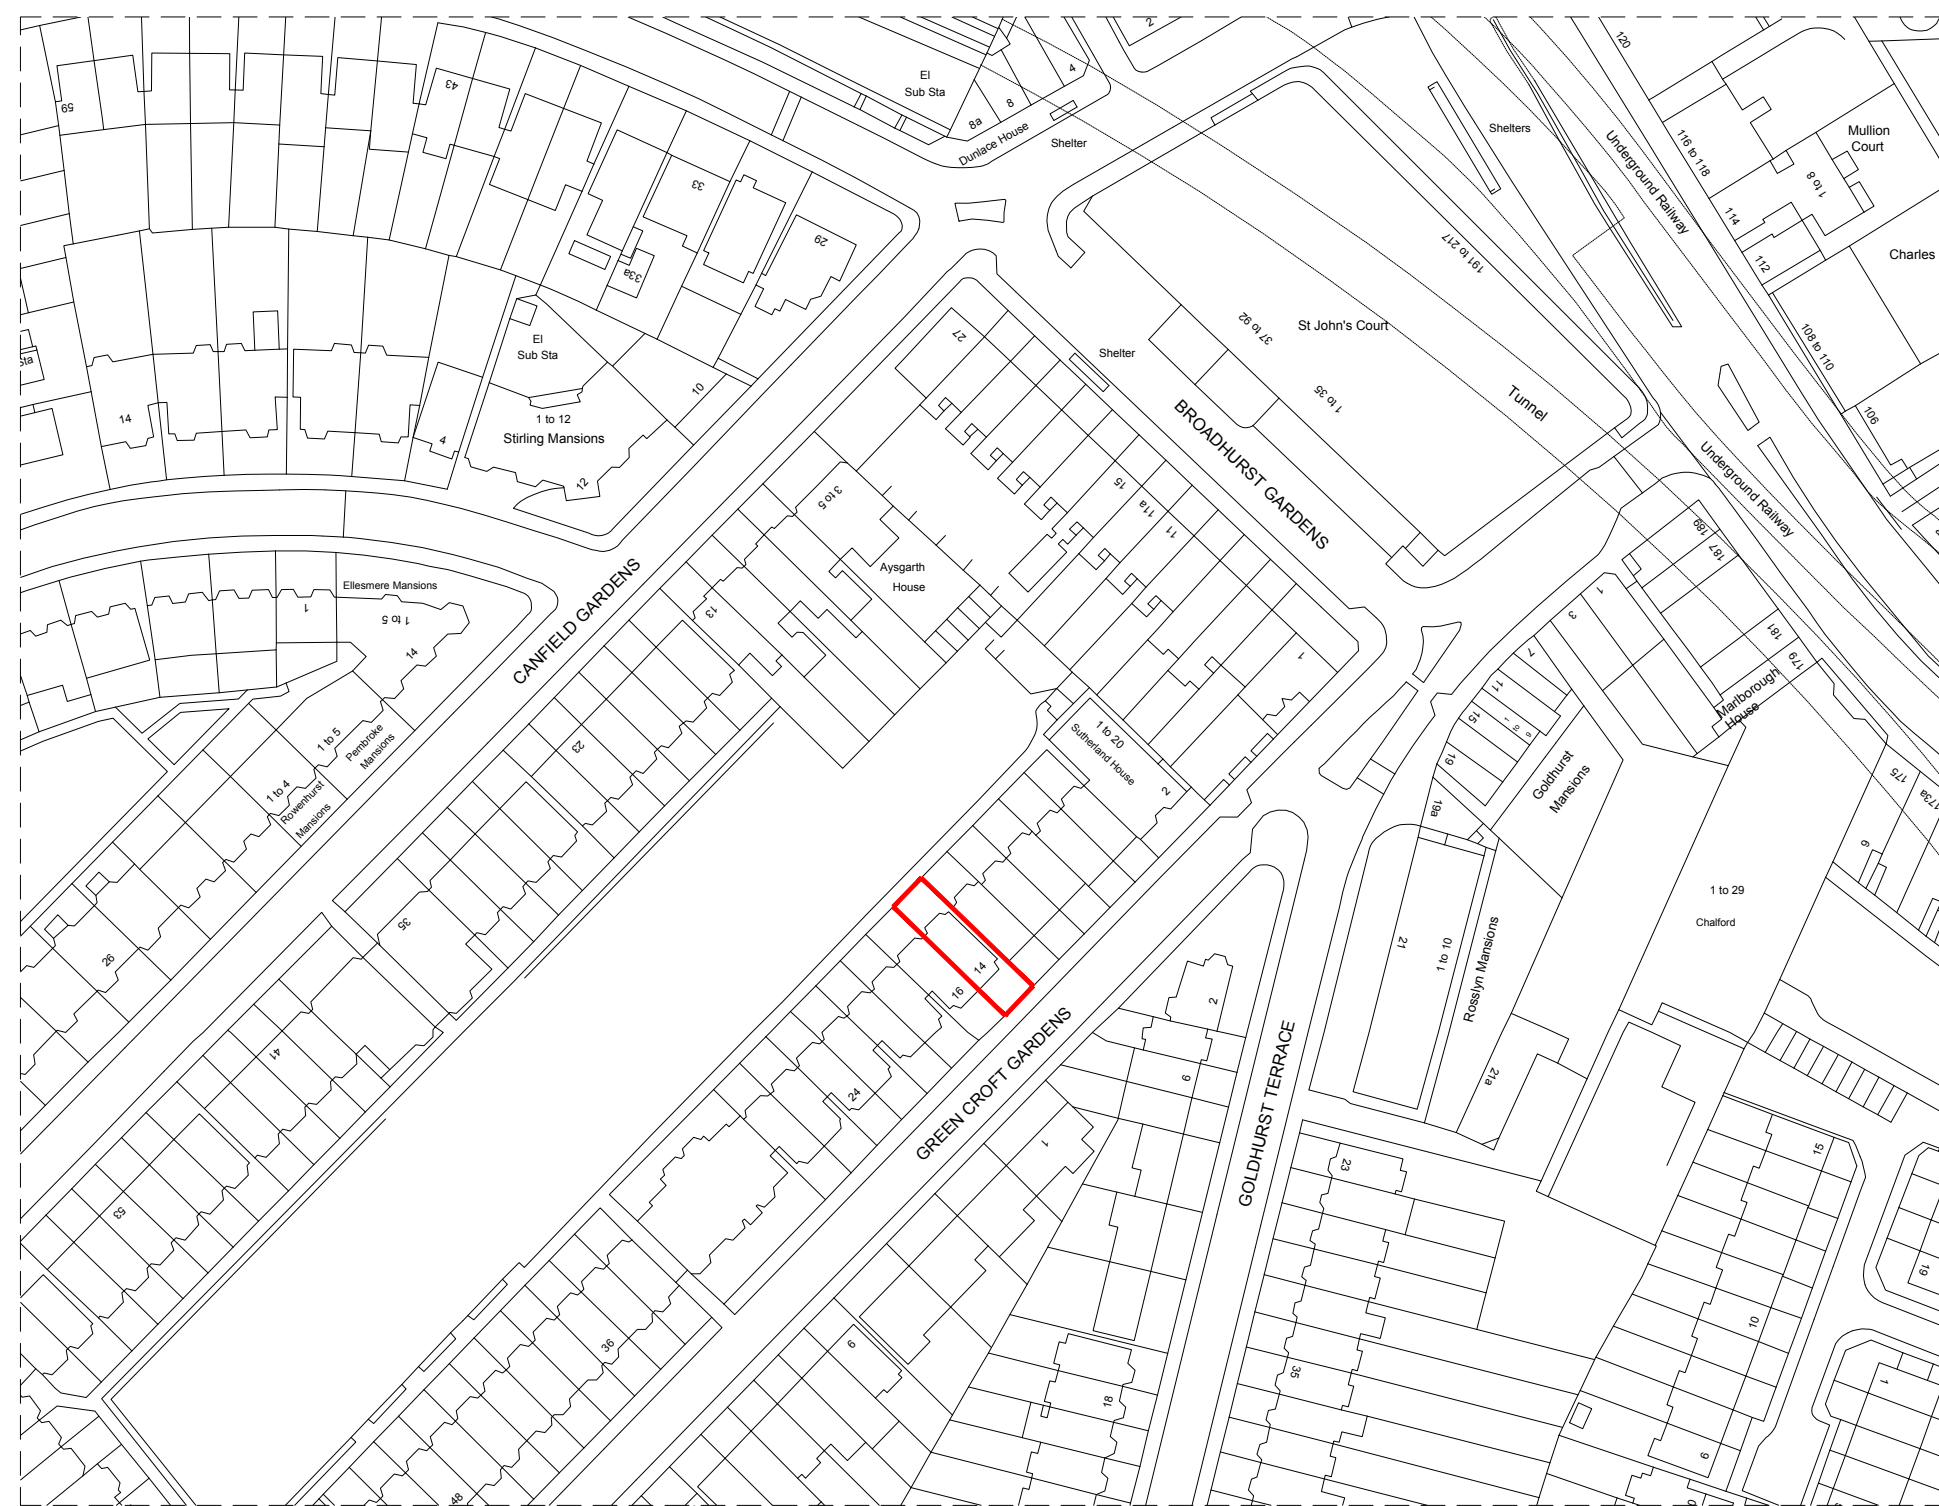 59
43
33
33a
29
El
Sub Sta
2
4
8
8a
Dunlace House
Shelter
Shelters
120
116 to 118
Mullion
Court
1 to 8
114
112
Charles
108 to 110
106
Underground Railway
191 to 217
St John's Court
37 to 92
1 to 35
Tunnel
Underground Railway
Sta
14
El
Sub Sta
1 to 12
Stirling Mansions
10
4
12
27
Shelter
BROADHURST GARDENS
15
11a
11
3 to 5
Aysgarth
House
13
CANFIELD GARDENS
Ellesmere Mansions
1
1 to 5
14
1 to 5
Pembroke
Mansions
1 to 4
Rowenhurst
Mansions
23
35
26
41
53
1
1 to 20
Sutherland House
2
189
187
181
179
Marlborough
House
1
3
7
11
15
19
19a
Goldhurst
Mansions
175
173a
6
1 to 29
Chalford
21
1 to 10
Rosslyn Mansions
21a
14
16
24
GREEN CROFT GARDENS
GOLDHURST TERRACE
2
6
1
23
15
19
36
6
18
35
10
9
1
48